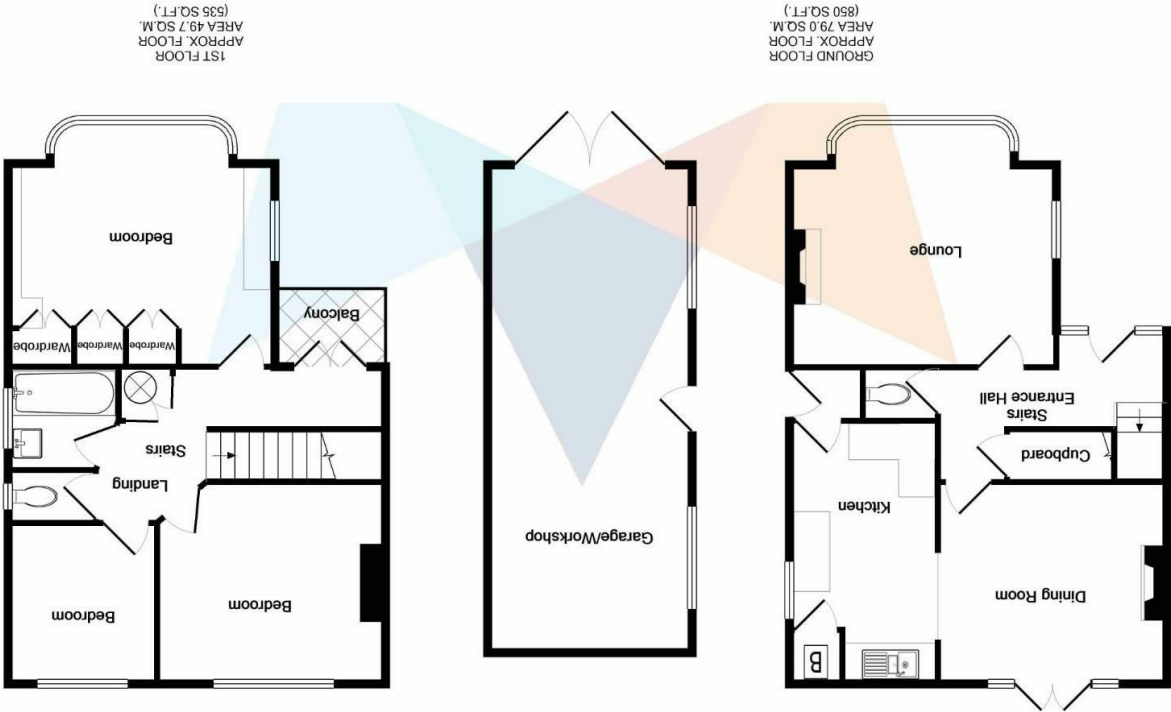 GROUND FLOOR
APPROX. FLOOR
AREA 79.0 SQ.M.
(850 SQ.FT.)
1ST FLOOR
APPROX. FLOOR
AREA 49.7 SQ.M.
(535 SQ.FT.)
Dining Room
Kitchen
B
Cupboard
Stairs
Entrance Hall
Lounge
Garage/Workshop
Bedroom
Bedroom
Landing
Stairs
Wardrobe
Wardrobe
Wardrobe
Balcony
Bedroom